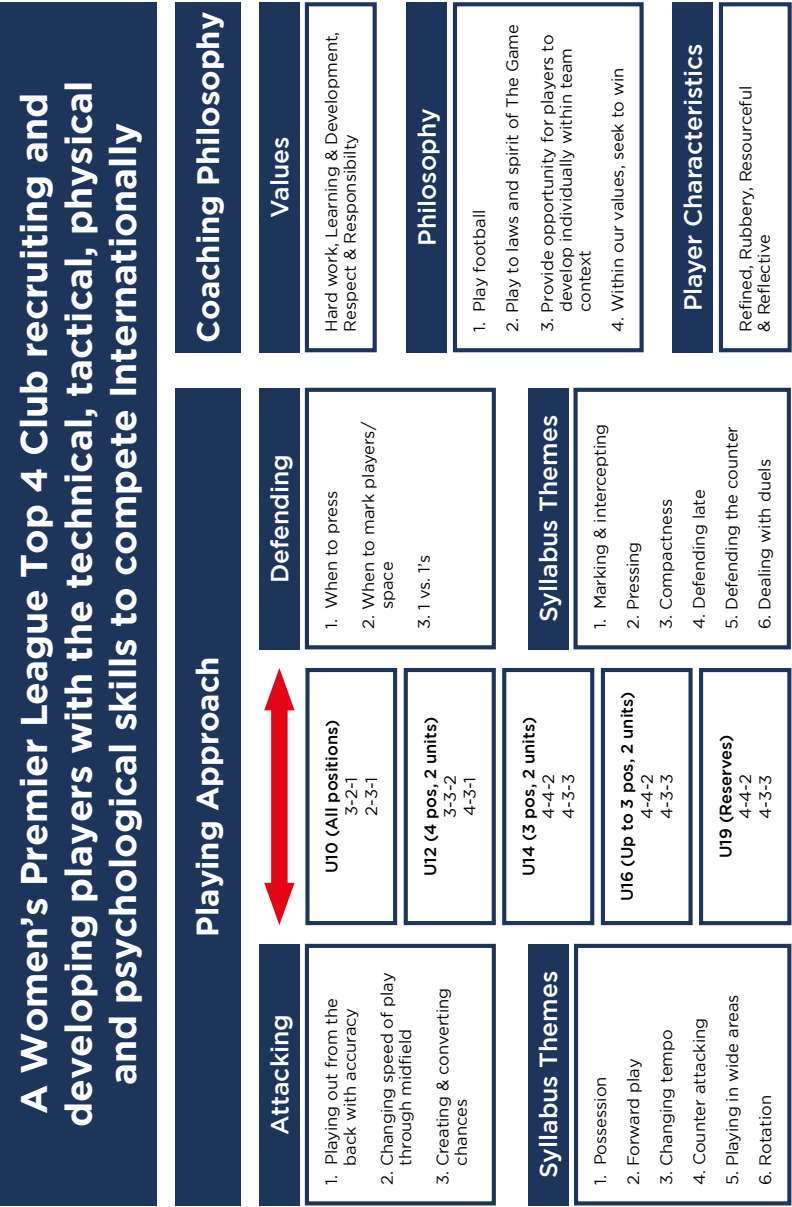 A Women's Premier League Top 4 Club recruiting and
developing players with the technical, tactical, physical
and psychological skills to compete Internationally
Playing Approach
Attacking
1. Playing out from the
back with accuracy
2. Changing speed of play
through midfield
3. Creating & converting
chances
Syllabus Themes
1. Possession
2. Forward play
3. Changing tempo
4. Counter attacking
5. Playing in wide areas
6. Rotation
U10 (All positions)
3-2-1
2-3-1
U12 (4 pos, 2 units)
3-3-2
4-3-1
U14 (3 pos, 2 units)
4-4-2
4-3-3
U16 (Up to 3 pos, 2 units)
4-4-2
4-3-3
U19 (Reserves)
4-4-2
4-3-3
Defending
1. When to press
2. When to mark players/
space
3. 1 vs. 1's
Syllabus Themes
1. Marking & intercepting
2. Pressing
3. Compactness
4. Defending late
5. Defending the counter
6. Dealing with duels
Coaching Philosophy
Values
Hard work, Learning & Development,
Respect & Responsibilty
Philosophy
1. Play football
2. Play to laws and spirit of The Game
3. Provide opportunity for players to
develop individually within team
context
4. Within our values, seek to win
Player Characteristics
Refined, Rubbery, Resourceful
& Reflective